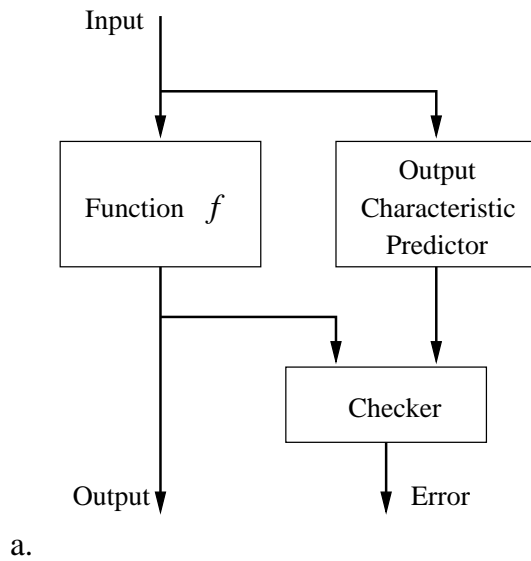 Input
Function f
Output
Characteristic
Predictor
Checker
Output
Error
a.